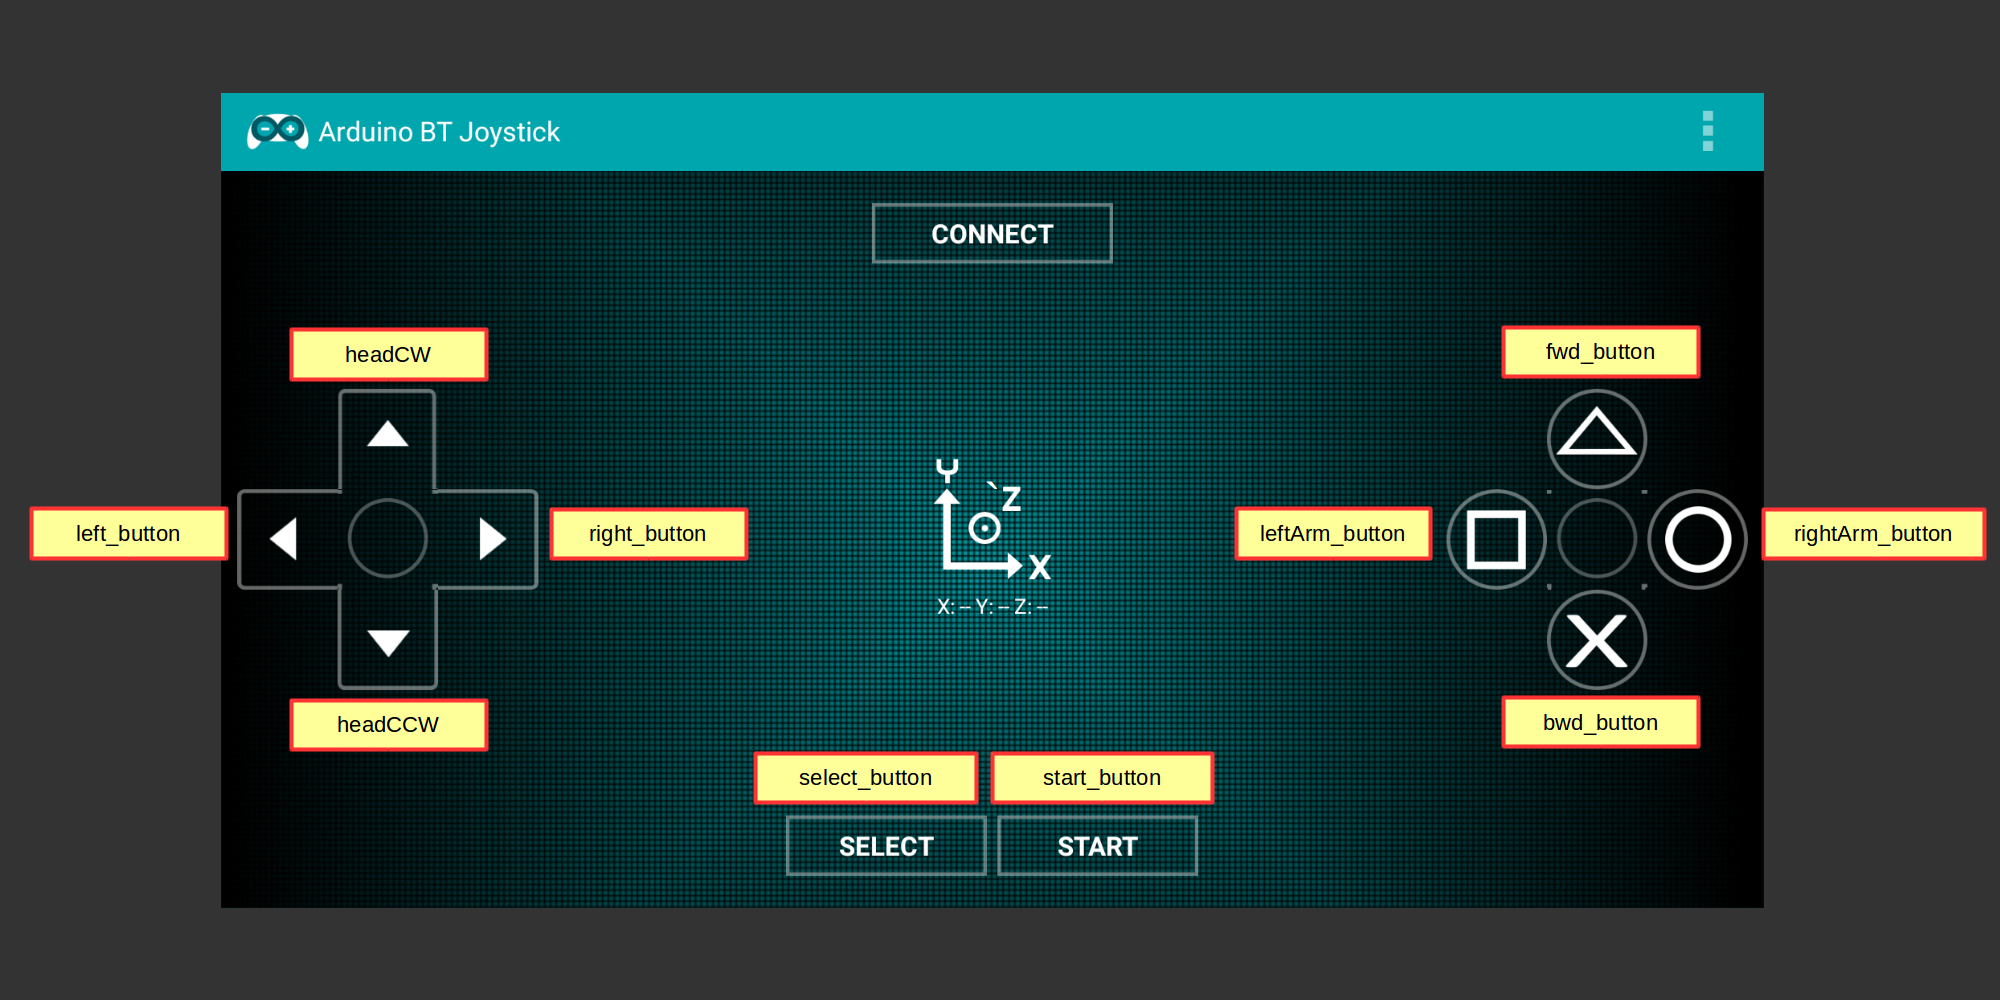 Arduino BT Joystick
CONNECT
headCW
fwd_button
left_button
right_button
leftArm_button
rightArm_button
Y
`Z
X
X: -- Y: -- Z: --
headCCW
bwd_button
select_button
start_button
SELECT
START